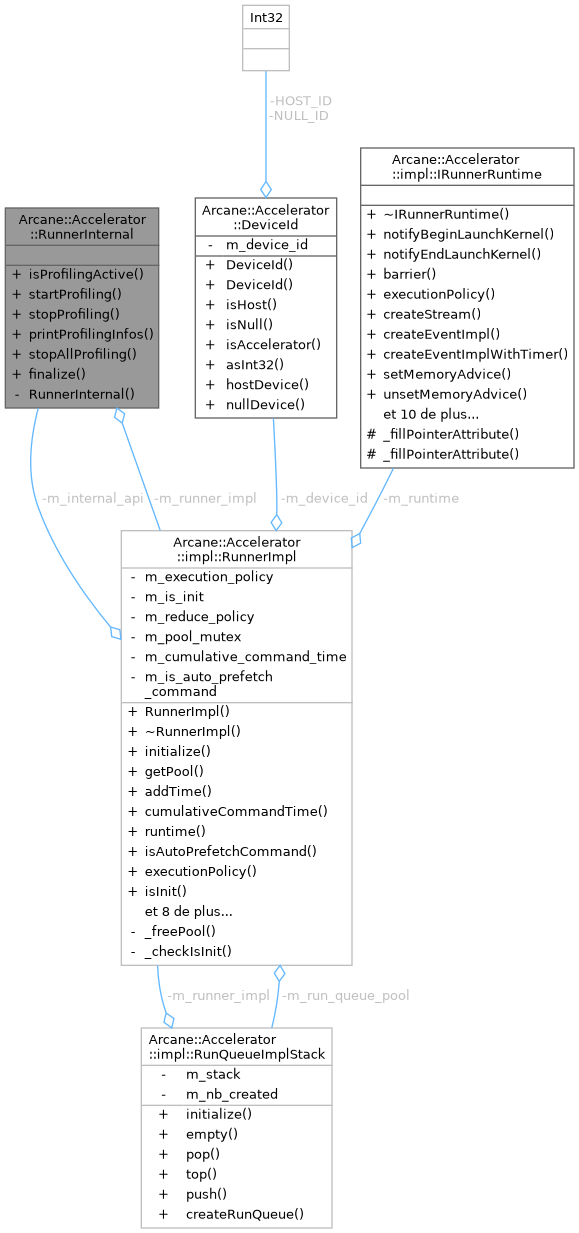 Int32
-HOST_ID
-NULL_ID
Arcane::Accelerator
::impl::IRunnerRuntime
+ ~IRunnerRuntime()
+ notifyBeginLaunchKernel()
+ notifyEndLaunchKernel()
+ barrier()
+ executionPolicy()
+ createStream()
+ createEventImpl()
+ createEventImplWithTimer()
+ setMemoryAdvice()
+ unsetMemoryAdvice()
et 10 de plus...
# _fillPointerAttribute()
# _fillPointerAttribute()
Arcane::Accelerator
::DeviceId
- m_device_id
+ DeviceId()
+ DeviceId()
+ isHost()
+ isNull()
+ isAccelerator()
+ asInt32()
+ hostDevice()
+ nullDevice()
Arcane::Accelerator
::RunnerInternal
+ isProfilingActive()
+ startProfiling()
+ stopProfiling()
+ printProfilingInfos()
+ stopAllProfiling()
+ finalize()
- RunnerInternal()
-m_internal_api
-m_runner_impl
-m_device_id
-m_runtime
Arcane::Accelerator
::impl::RunnerImpl
- m_execution_policy
- m_is_init
- m_reduce_policy
- m_pool_mutex
- m_cumulative_command_time
- m_is_auto_prefetch
_command
+ RunnerImpl()
+ ~RunnerImpl()
+ initialize()
+ getPool()
+ addTime()
+ cumulativeCommandTime()
+ runtime()
+ isAutoPrefetchCommand()
+ executionPolicy()
+ isInit()
et 8 de plus...
- _freePool()
- _checkIsInit()
-m_runner_impl
-m_run_queue_pool
Arcane::Accelerator
::impl::RunQueueImplStack
- m_stack
- m_nb_created
+ initialize()
+ empty()
+ pop()
+ top()
+ push()
+ createRunQueue()